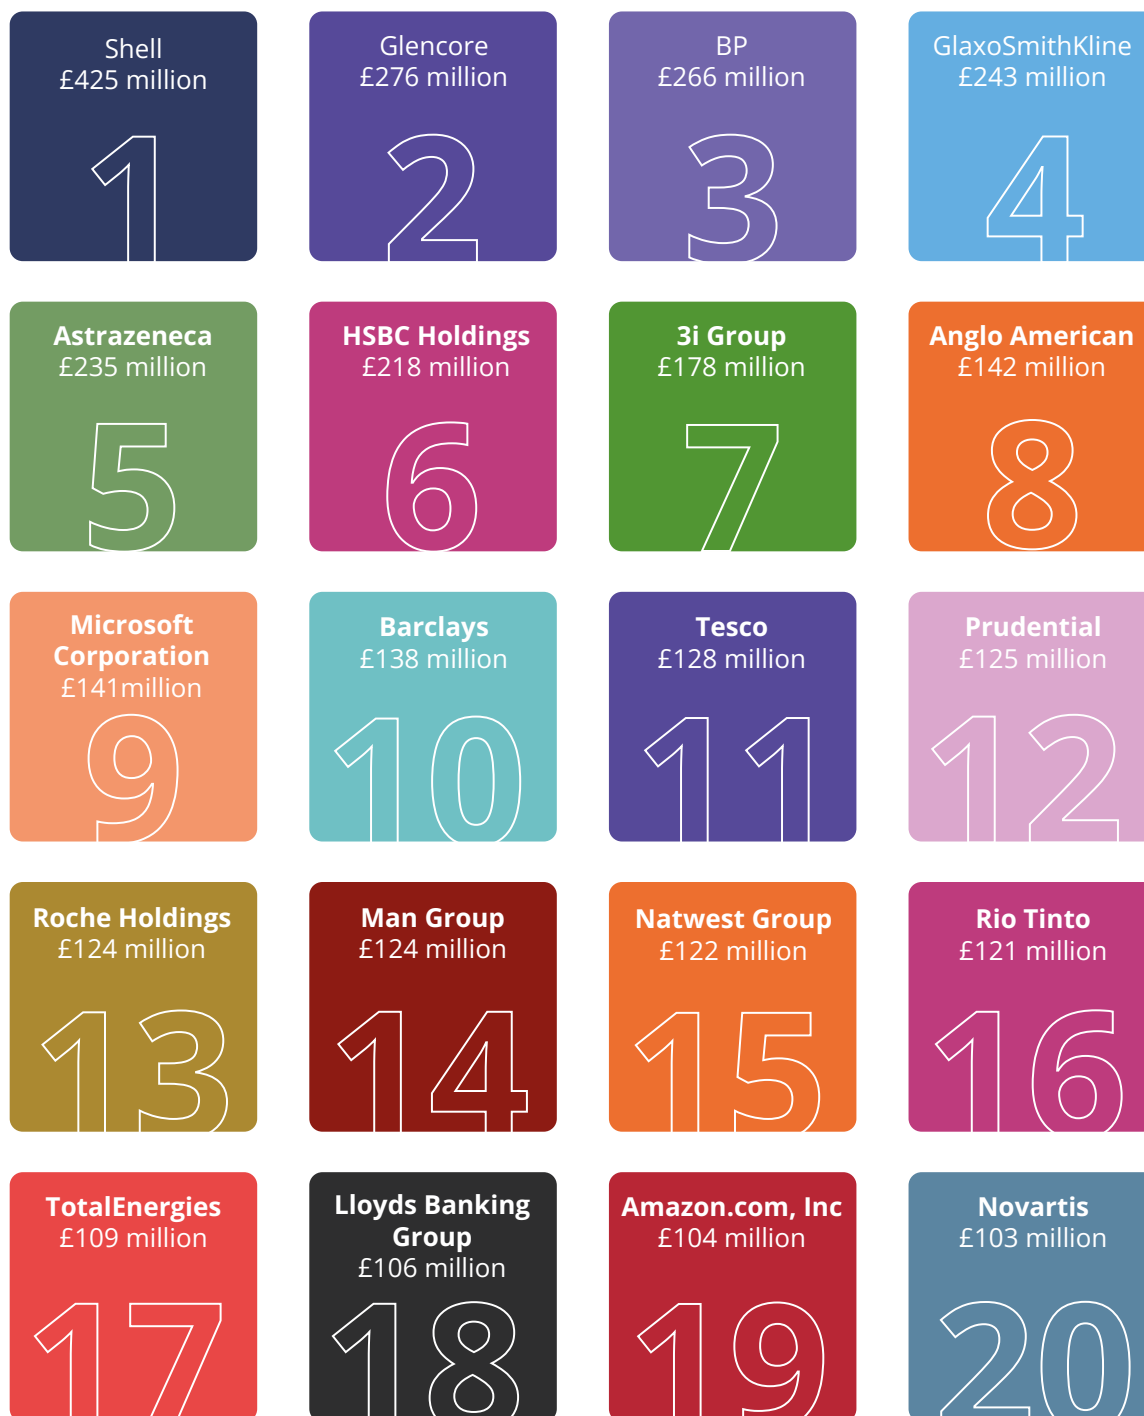 Shell
£425 million
1
Glencore
£276 million
2
BP
£266 million
3
GlaxoSmithKline
£243 million
4
Astrazeneca
£235 million
5
HSBC Holdings
£218 million
6
3i Group
£178 million
7
Anglo American
£142 million
8
Microsoft
Corporation
£141million
9
Barclays
£138 million
10
Tesco
£128 million
11
Prudential
£125 million
12
Roche Holdings
£124 million
13
Man Group
£124 million
14
Natwest Group
£122 million
15
Rio Tinto
£121 million
16
TotalEnergies
£109 million
17
Lloyds Banking
Group
£106 million
18
Amazon.com, Inc
£104 million
19
Novartis
£103 million
20